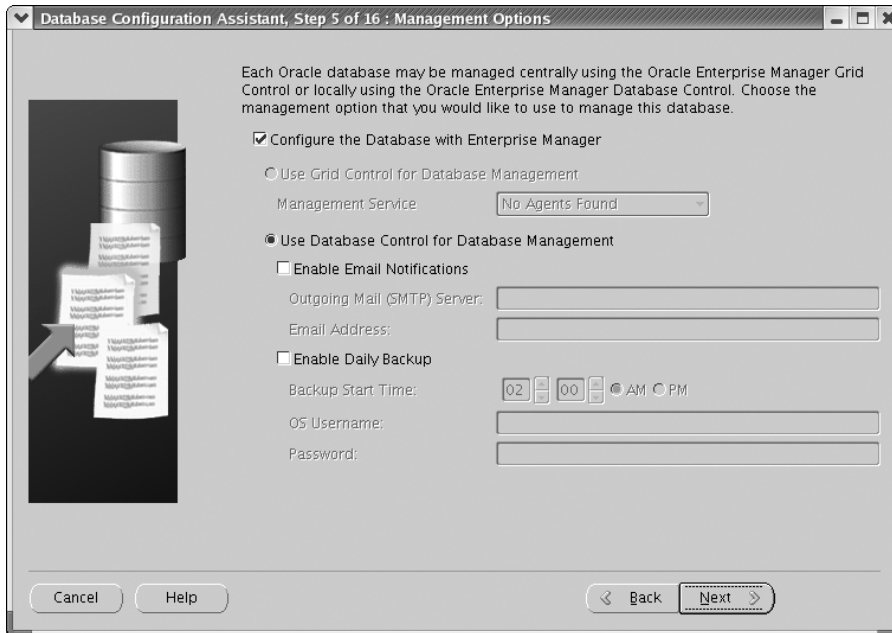 Database Configuration Assistant, Step 5 of 16 : Management Options
Each Oracle database may be managed centrally using the Oracle Enterprise Manager Grid
Control or locally using the Oracle Enterprise Manager Database Control. Choose the
management option that you would like to use to manage this database.
Configure the Database with Enterprise Manager
Use Grid Control for Database Management
Management Service No Agents Found
Use Database Control for Database Management
Enable Email Notifications
Outgoing Mail (SMTP) Server:
Email Address:
Enable Daily Backup
Backup Start Time: 02 00 AM PM
OS Username:
Password:
Cancel Help Back Next